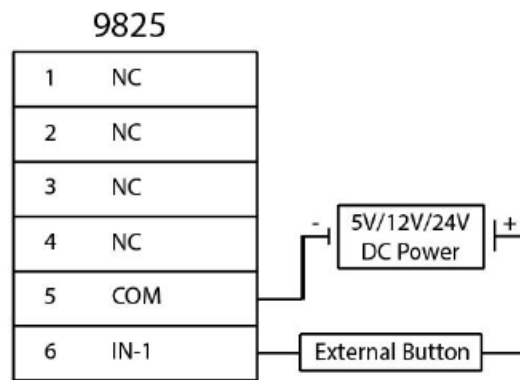 9825
1 NC
2 NC
3 NC
4 NC
- 5V/12V/24V +
DC Power
5 COM
6 IN-1 External Button